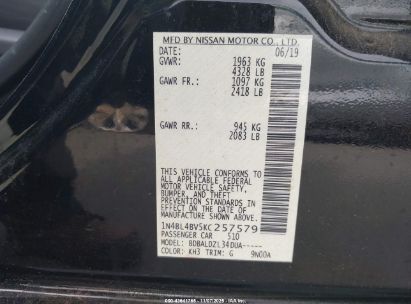 MFD BY NISSAN MOTOR CO., LTD.
DATE: 06/19
GVWR: 1963 KG
4328 LB
GAWR FR.: 1097 KG
2418 LB
GAWR RR.: 945 KG
2083 LB
THIS VEHICLE CONFORMS TO
ALL APPLICABLE FEDERAL
MOTOR VEHICLE SAFETY,
BUMPER, AND THEFT
PREVENTION STANDARDS
IN EFFECT ON THE DATE OF
MANUFACTURE SHOWN ABOVE.
1N4BL4BV5KC257579
PASSENGER CAR 510
MODEL: BDBALDZL34DUA-----
COLOR: KH3 TRIM: G 9N00A